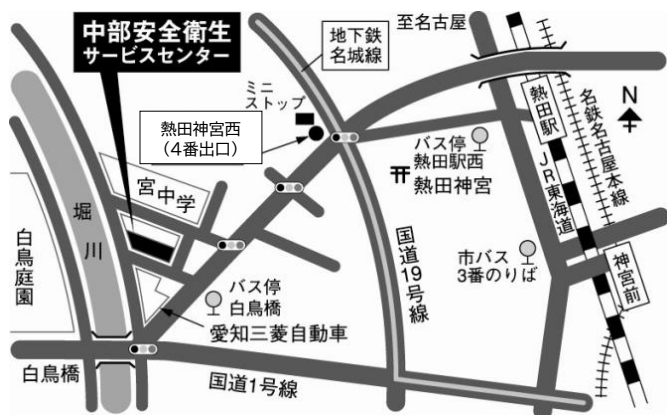 中部安全衛生
サービスセンター
地下鉄
名城線
至名古屋
ミニ
ストップ
熱田神宮西
(4番出口)
熱田駅
名鉄名古屋本線
N
バス停
熱田駅西
熱田神宮
JR東海道
宮中学
堀川
白鳥庭園
国道19号線
市バス
3番のりば
神宮前
バス停
白鳥橋
愛知三菱自動車
白鳥橋
国道1号線